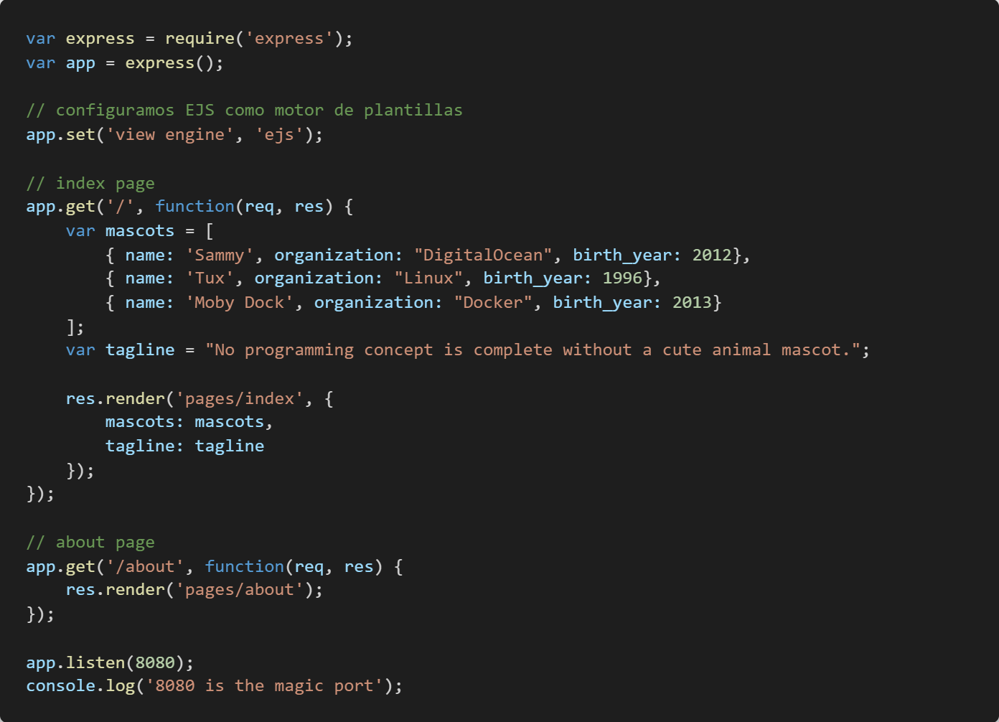 var express = require('express');
var app = express();

// configuramos EJS como motor de plantillas
app.set('view engine', 'ejs');

// index page
app.get('/', function(req, res) {
    var mascots = [
        { name: 'Sammy', organization: "DigitalOcean", birth_year: 2012},
        { name: 'Tux', organization: "Linux", birth_year: 1996},
        { name: 'Moby Dock', organization: "Docker", birth_year: 2013}
    ];
    var tagline = "No programming concept is complete without a cute animal mascot.";

    res.render('pages/index', {
        mascots: mascots,
        tagline: tagline
    });
});

// about page
app.get('/about', function(req, res) {
    res.render('pages/about');
});

app.listen(8080);
console.log('8080 is the magic port');